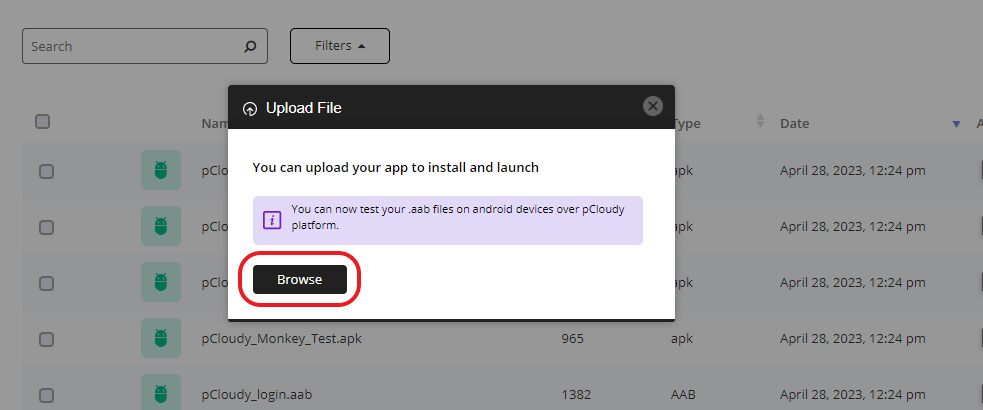 Search
Filters
Upload File
Nam
Type
Date
A
You can upload your app to install and launch
pClo
apk
April 28, 2023, 12:24 pm
You can now test your .aab files on android devices over pCloudy
platform.
pClo
apk
April 28, 2023, 12:24 pm
Browse
pClo
apk
April 28, 2023, 12:24 pm
pCloudy_Monkey_Test.apk
965
apk
April 28, 2023, 12:24 pm
pCloudy_login.aab
1382
AAB
April 28, 2023, 12:24 pm